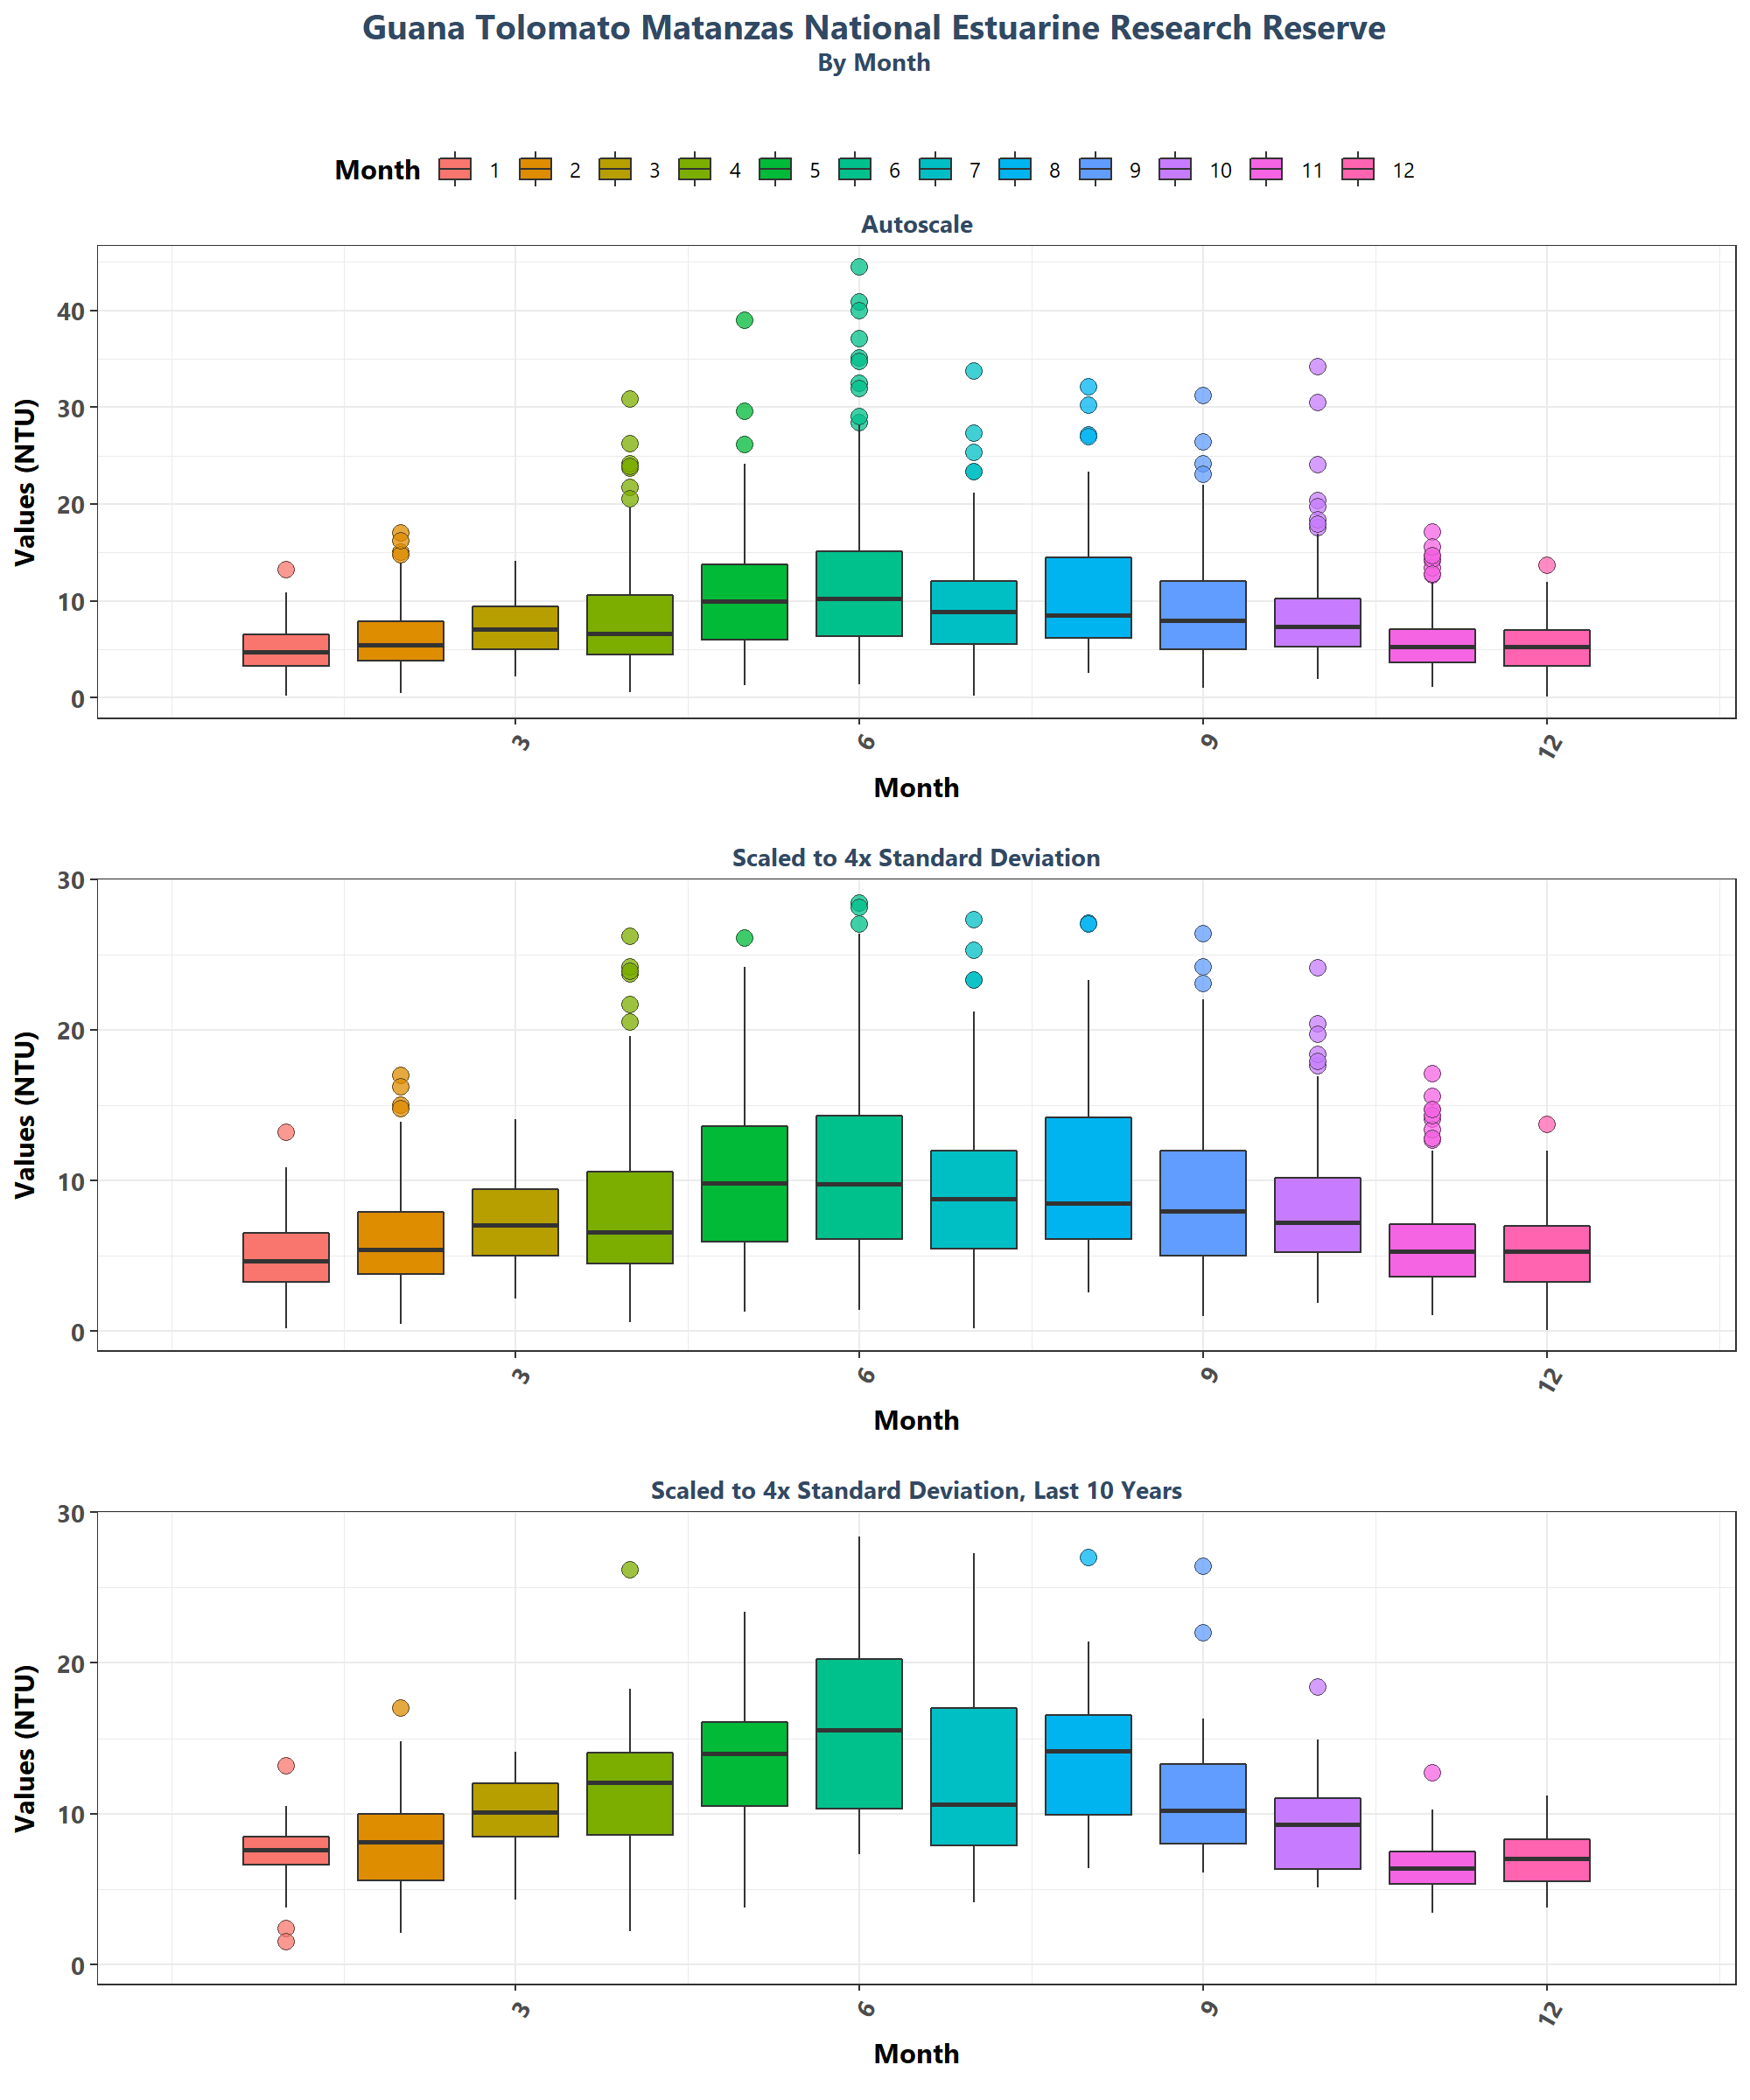 Guana Tolomato Matanzas National Estuarine Research Reserve
By Month
Month 1 2 3 4 5 6 7 8 9 10 11 12
Autoscale
Values (NTU)
40
30
20
10
0
3 6 9 12
Month
Scaled to 4x Standard Deviation
Values (NTU)
30
20
10
0
3 6 9 12
Month
Scaled to 4x Standard Deviation, Last 10 Years
Values (NTU)
30
20
10
0
3 6 9 12
Month